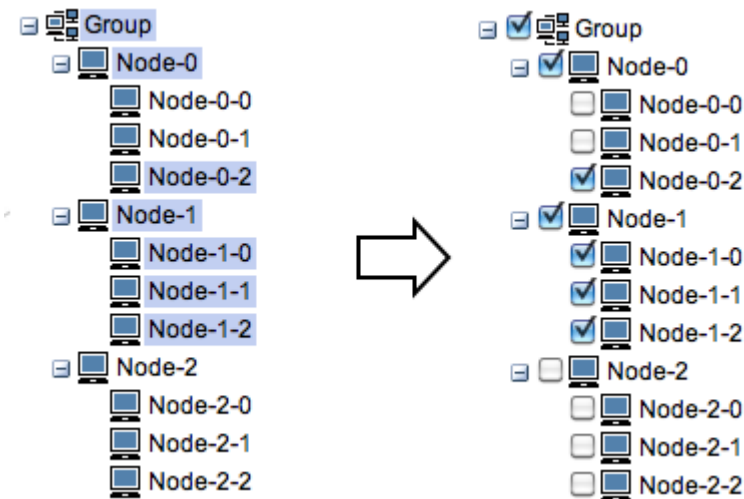 Group
Node-0
Node-0-0
Node-0-1
Node-0-2
Node-1
Node-1-0
Node-1-1
Node-1-2
Node-2
Node-2-0
Node-2-1
Node-2-2
Group
Node-0
Node-0-0
Node-0-1
Node-0-2
Node-1
Node-1-0
Node-1-1
Node-1-2
Node-2
Node-2-0
Node-2-1
Node-2-2